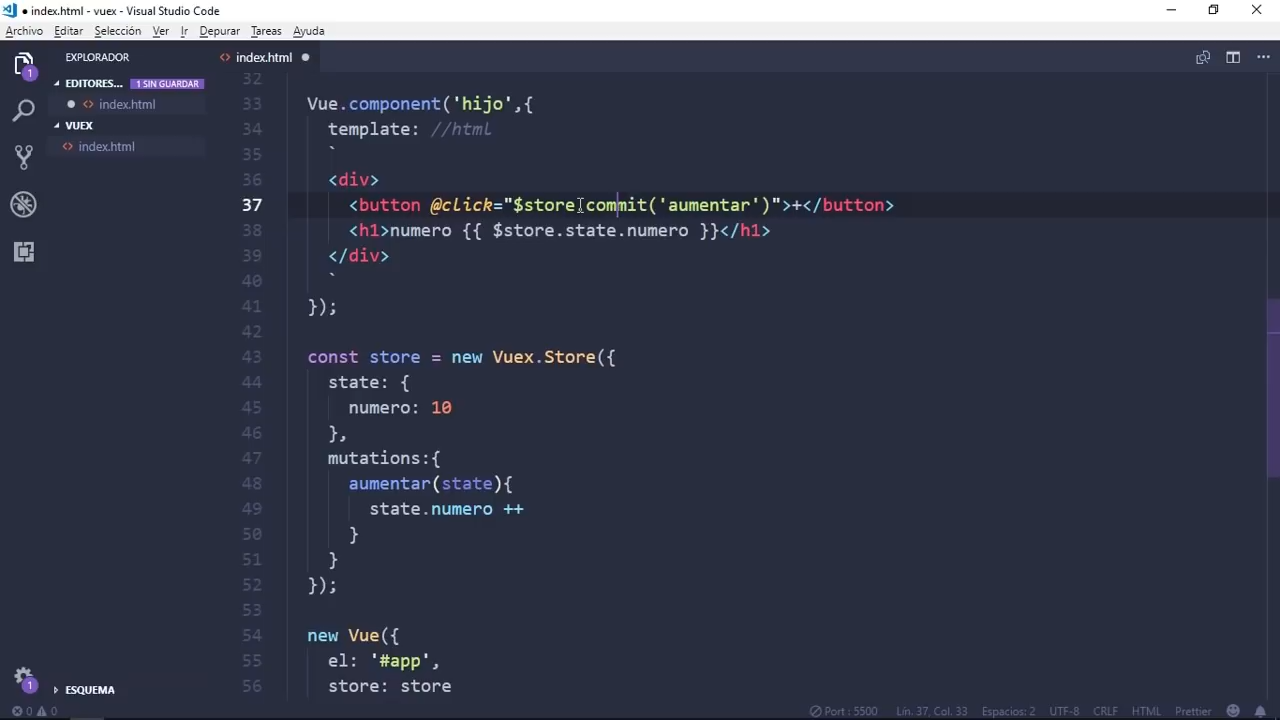 ● index.html - vuex - Visual Studio Code
Archivo Editar Selección Ver Ir Depurar Tareas Ayuda
EXPLORADOR
index.html ●
EDITORES... 1 SIN GUARDAR
● index.html
VUEX
index.html
1
32
33 Vue.component('hijo',{
34 template: //html
35 `
36 <div>
37 <button @click="$store.commit('aumentar')">+</button>
38 <h1>numero {{ $store.state.numero }}</h1>
39 </div>
40 `
41 });
42
43 const store = new Vuex.Store({
44 state: {
45 numero: 10
46 },
47 mutations:{
48 aumentar(state){
49 state.numero ++
50 }
51 }
52 });
53
54 new Vue({
55 el: '#app',
56 store: store
1
ESQUEMA
0 0 Port : 5500 Lín. 37, Col. 33 Espacios: 2 UTF-8 CRLF HTML Prettier